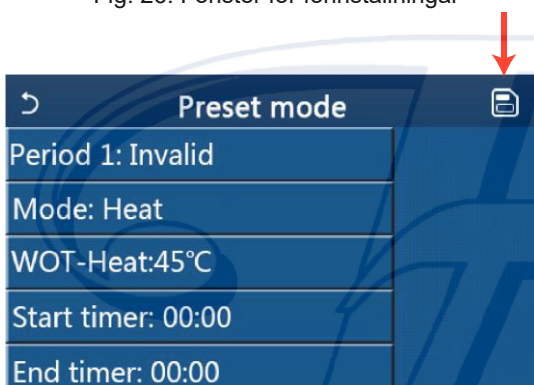 Fig. Fönster för förinställningar
Preset mode
Period 1: Invalid
Mode: Heat
WOT-Heat:45℃
Start timer: 00:00
End timer: 00:00